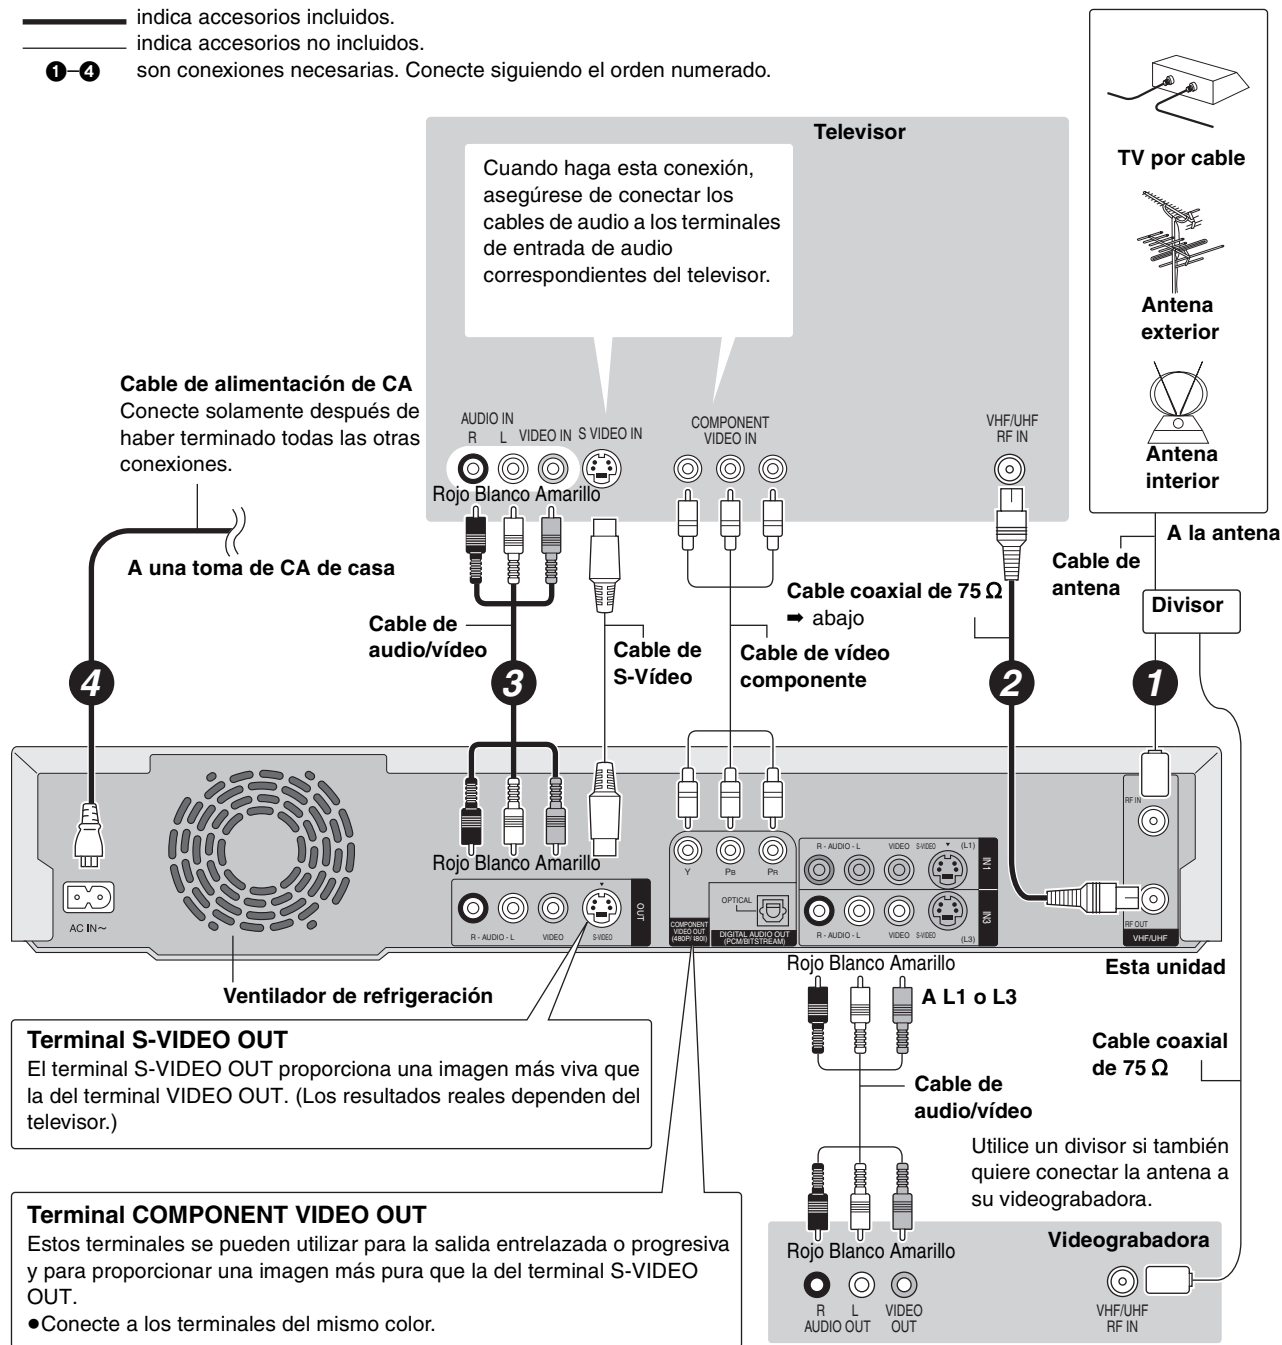 indica accesorios incluidos.
indica accesorios no incluidos.
❶–❹ son conexiones necesarias. Conecte siguiendo el orden numerado.
Televisor
Cuando haga esta conexión,
asegúrese de conectar los
cables de audio a los terminales
de entrada de audio
correspondientes del televisor.
TV por cable
Antena
exterior
Antena
interior
A la antena
Cable de
antena
Divisor
Cable de alimentación de CA
Conecte solamente después de
haber terminado todas las otras
conexiones.
A una toma de CA de casa
AUDIO IN
R L VIDEO IN S VIDEO IN
COMPONENT
VIDEO IN
VHF/UHF
RF IN
Rojo Blanco Amarillo
Cable de
audio/vídeo
Cable de
S-Vídeo
Cable de vídeo
componente
Cable coaxial de 75 Ω
➡ abajo
4
3
2
1
Rojo Blanco Amarillo
AC IN~
R - AUDIO - L VIDEO S-VIDEO
OUT
Y PB PR
COMPONENT
VIDEO OUT
(480P/480I)
OPTICAL
DIGITAL AUDIO OUT
(PCM/BITSTREAM)
R - AUDIO - L VIDEO S-VIDEO (L1)
IN1
R - AUDIO - L VIDEO S-VIDEO (L3)
IN3
RF IN
RF OUT
VHF/UHF
Ventilador de refrigeración
Esta unidad
Rojo Blanco Amarillo
A L1 o L3
Cable de
audio/vídeo
Cable coaxial
de 75 Ω
Utilice un divisor si también
quiere conectar la antena a
su videograbadora.
Terminal S-VIDEO OUT
El terminal S-VIDEO OUT proporciona una imagen más viva que
la del terminal VIDEO OUT. (Los resultados reales dependen del
televisor.)
Terminal COMPONENT VIDEO OUT
Estos terminales se pueden utilizar para la salida entrelazada o progresiva
y para proporcionar una imagen más pura que la del terminal S-VIDEO
OUT.
●Conecte a los terminales del mismo color.
Videograbadora
Rojo Blanco Amarillo
R L VIDEO
AUDIO OUT OUT
VHF/UHF
RF IN